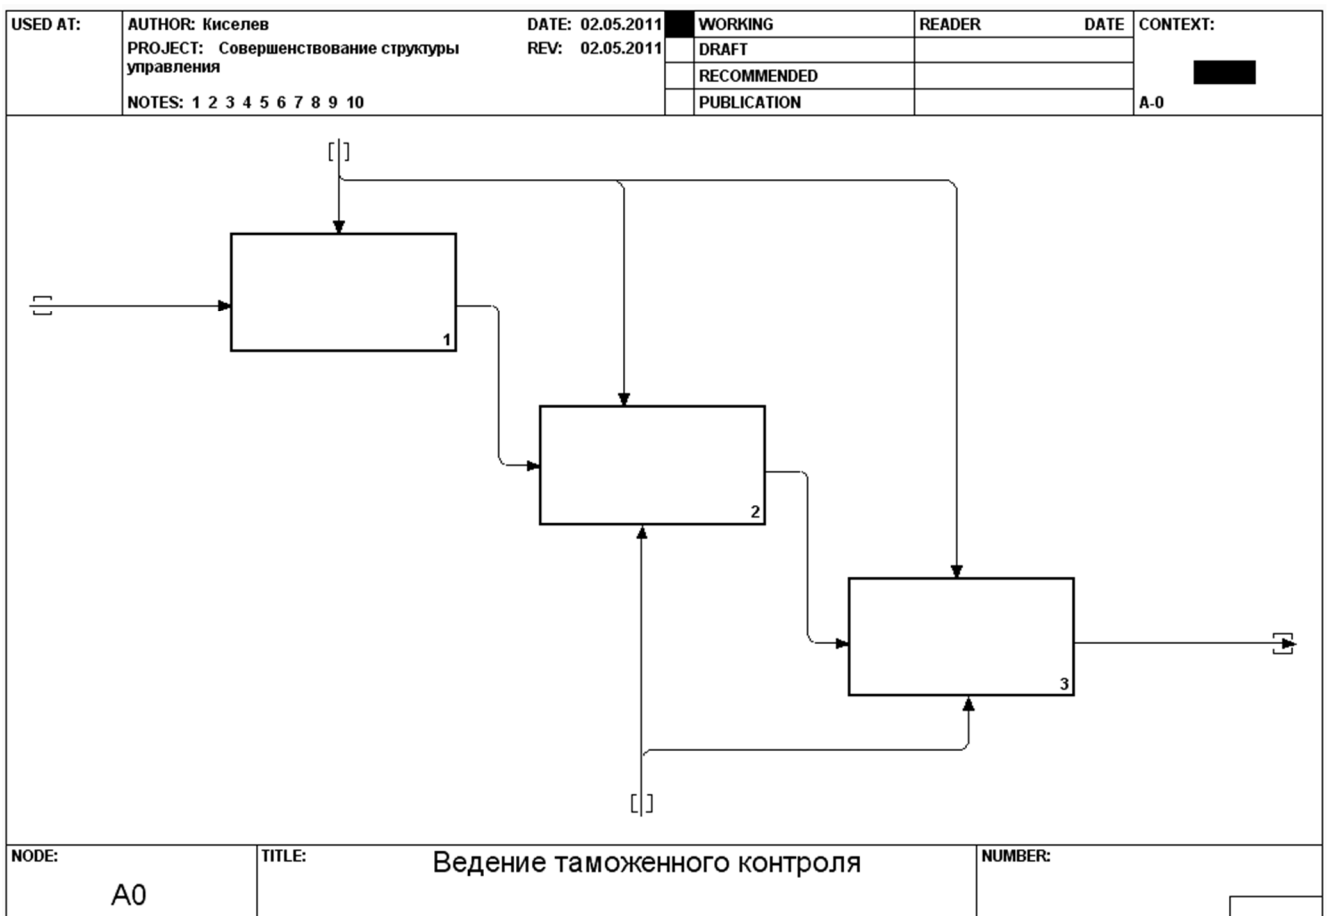 USED AT:
AUTHOR: Киселев
DATE: 02.05.2011
WORKING
READER
DATE
CONTEXT:
PROJECT: Совершенствование структуры
управления
REV: 02.05.2011
DRAFT
RECOMMENDED
NOTES: 1 2 3 4 5 6 7 8 9 10
PUBLICATION
A-0
1
2
3
NODE:
A0
TITLE:
Ведение таможенного контроля
NUMBER: